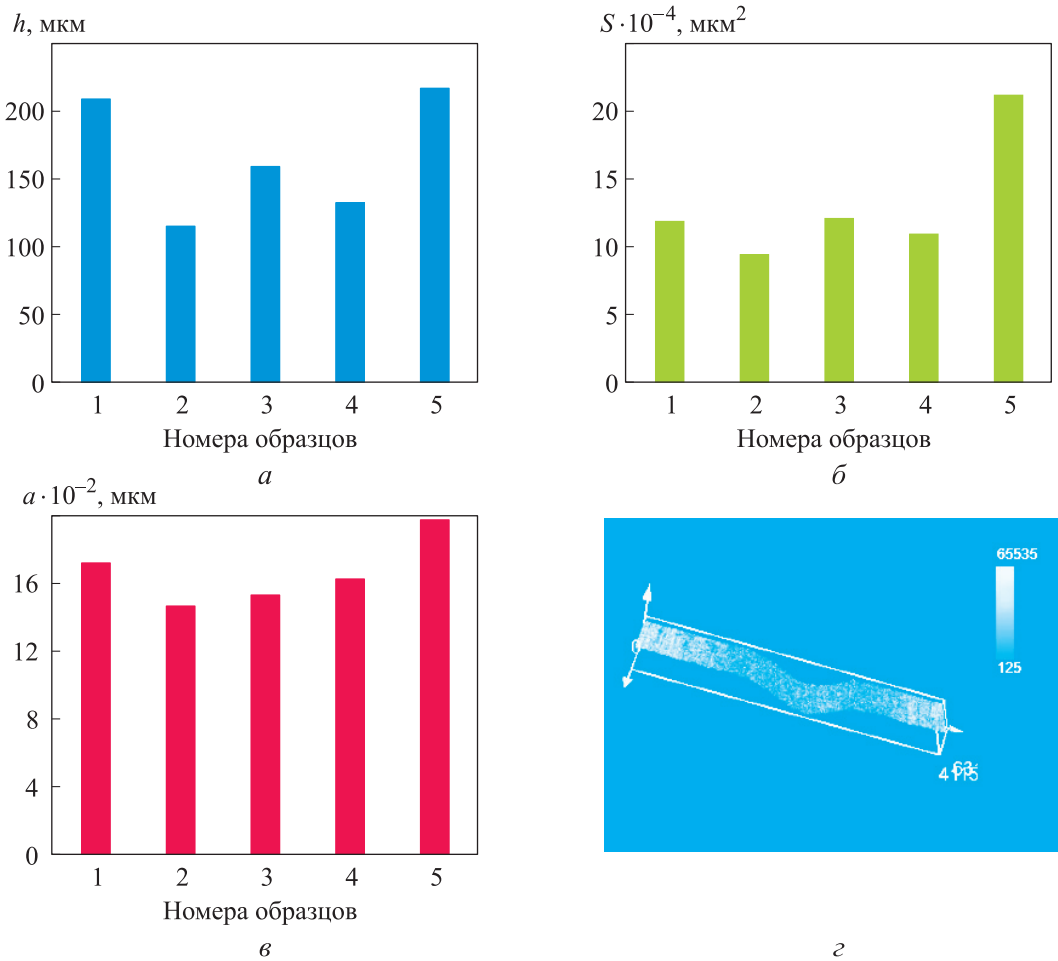 h, мкм
200
150
100
50
0
1 2 3 4 5
Номера образцов
а
S·10⁻⁴, мкм²
20
15
10
5
0
1 2 3 4 5
Номера образцов
б
a·10⁻², мкм
16
12
8
4
0
1 2 3 4 5
Номера образцов
в
65535
125
0
г